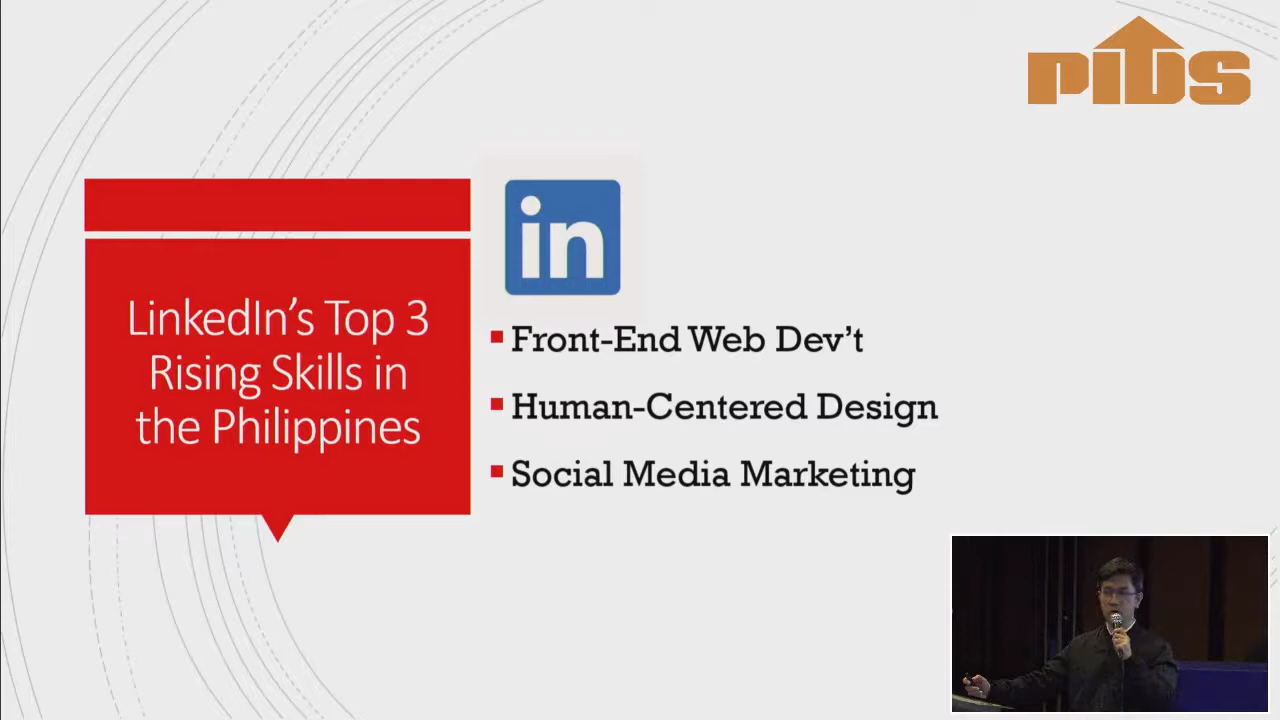 PIDS
in
LinkedIn’s Top 3
Rising Skills in
the Philippines
Front-End Web Dev’t
Human-Centered Design
Social Media Marketing